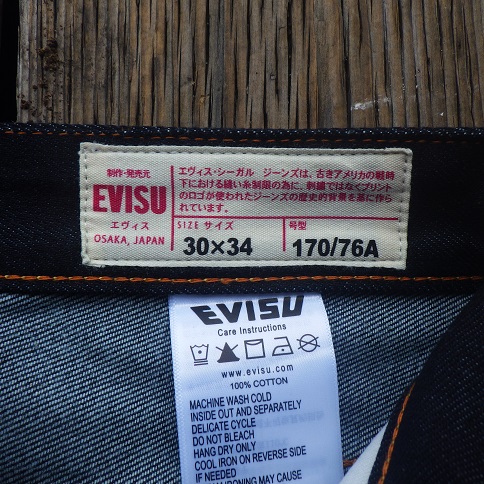 制作・発売元
EVISU
エヴィス
OSAKA, JAPAN
エヴィス・シーガル ジーンズは、古きアメリカの戦時
下における縫い糸制限の為に、刺繍ではなくプリント
のロゴが使われたジーンズの歴史的背景を基に作ら
れています。
SIZE サイズ
30×34
号型
170/76A
EVISU
Care Instructions
www.evisu.com
100% COTTON
MACHINE WASH COLD
INSIDE OUT AND SEPARATELY
DELICATE CYCLE
DO NOT BLEACH
HANG DRY ONLY
COOL IRON ON REVERSE SIDE
IF NEEDED
IRONING MAY CAUSE